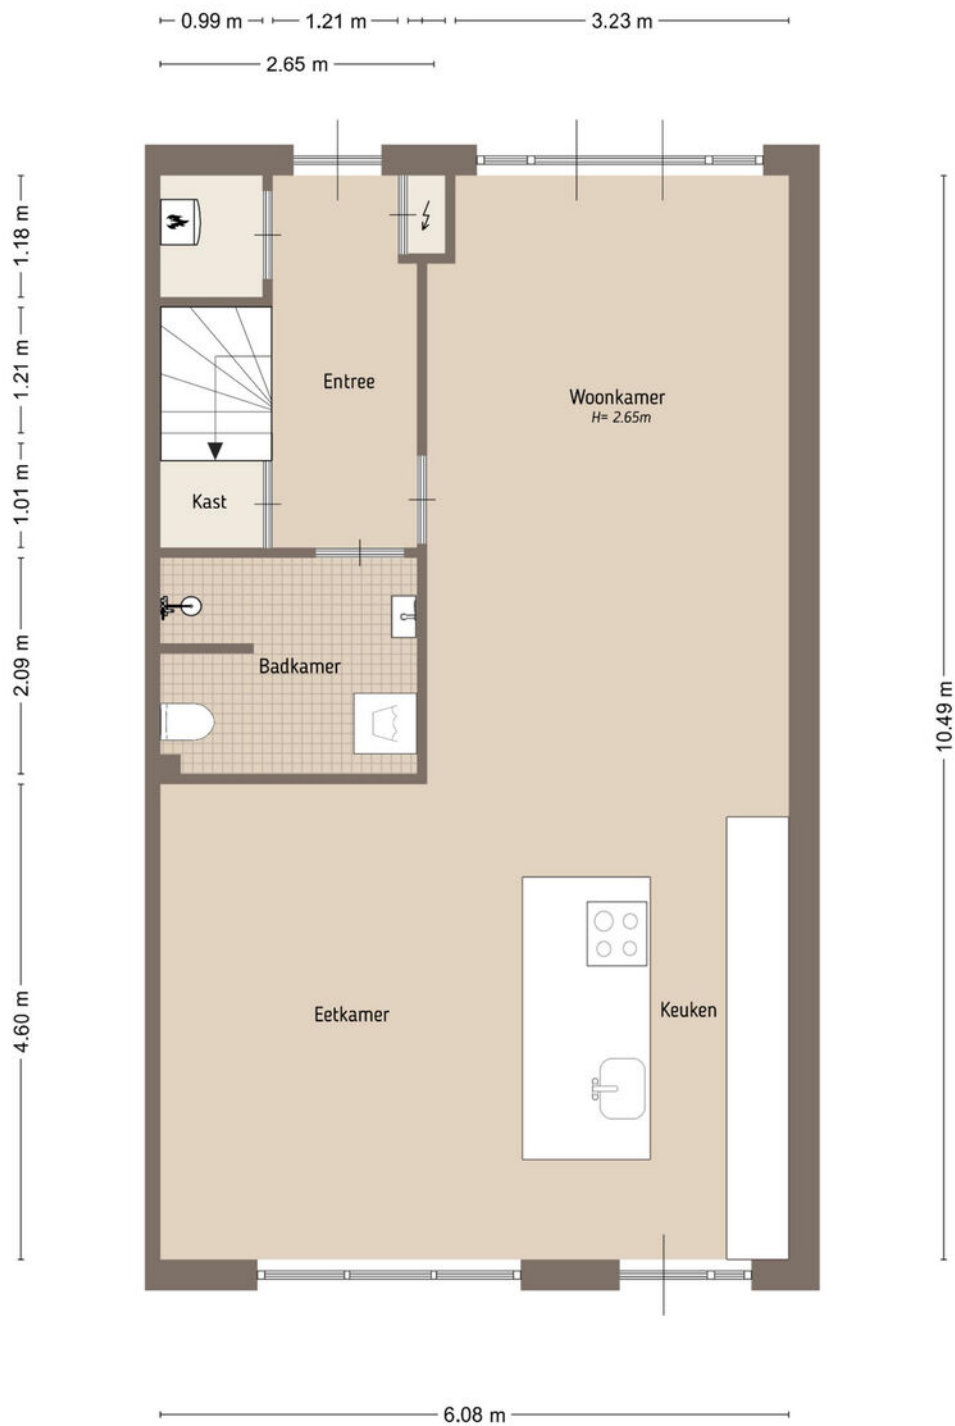 0.99 m
1.21 m
3.23 m
2.65 m
1.18 m
1.21 m
Entree
Woonkamer
H= 2.65m
1.01 m
Kast
2.09 m
Badkamer
10.49 m
4.60 m
Eetkamer
Keuken
6.08 m